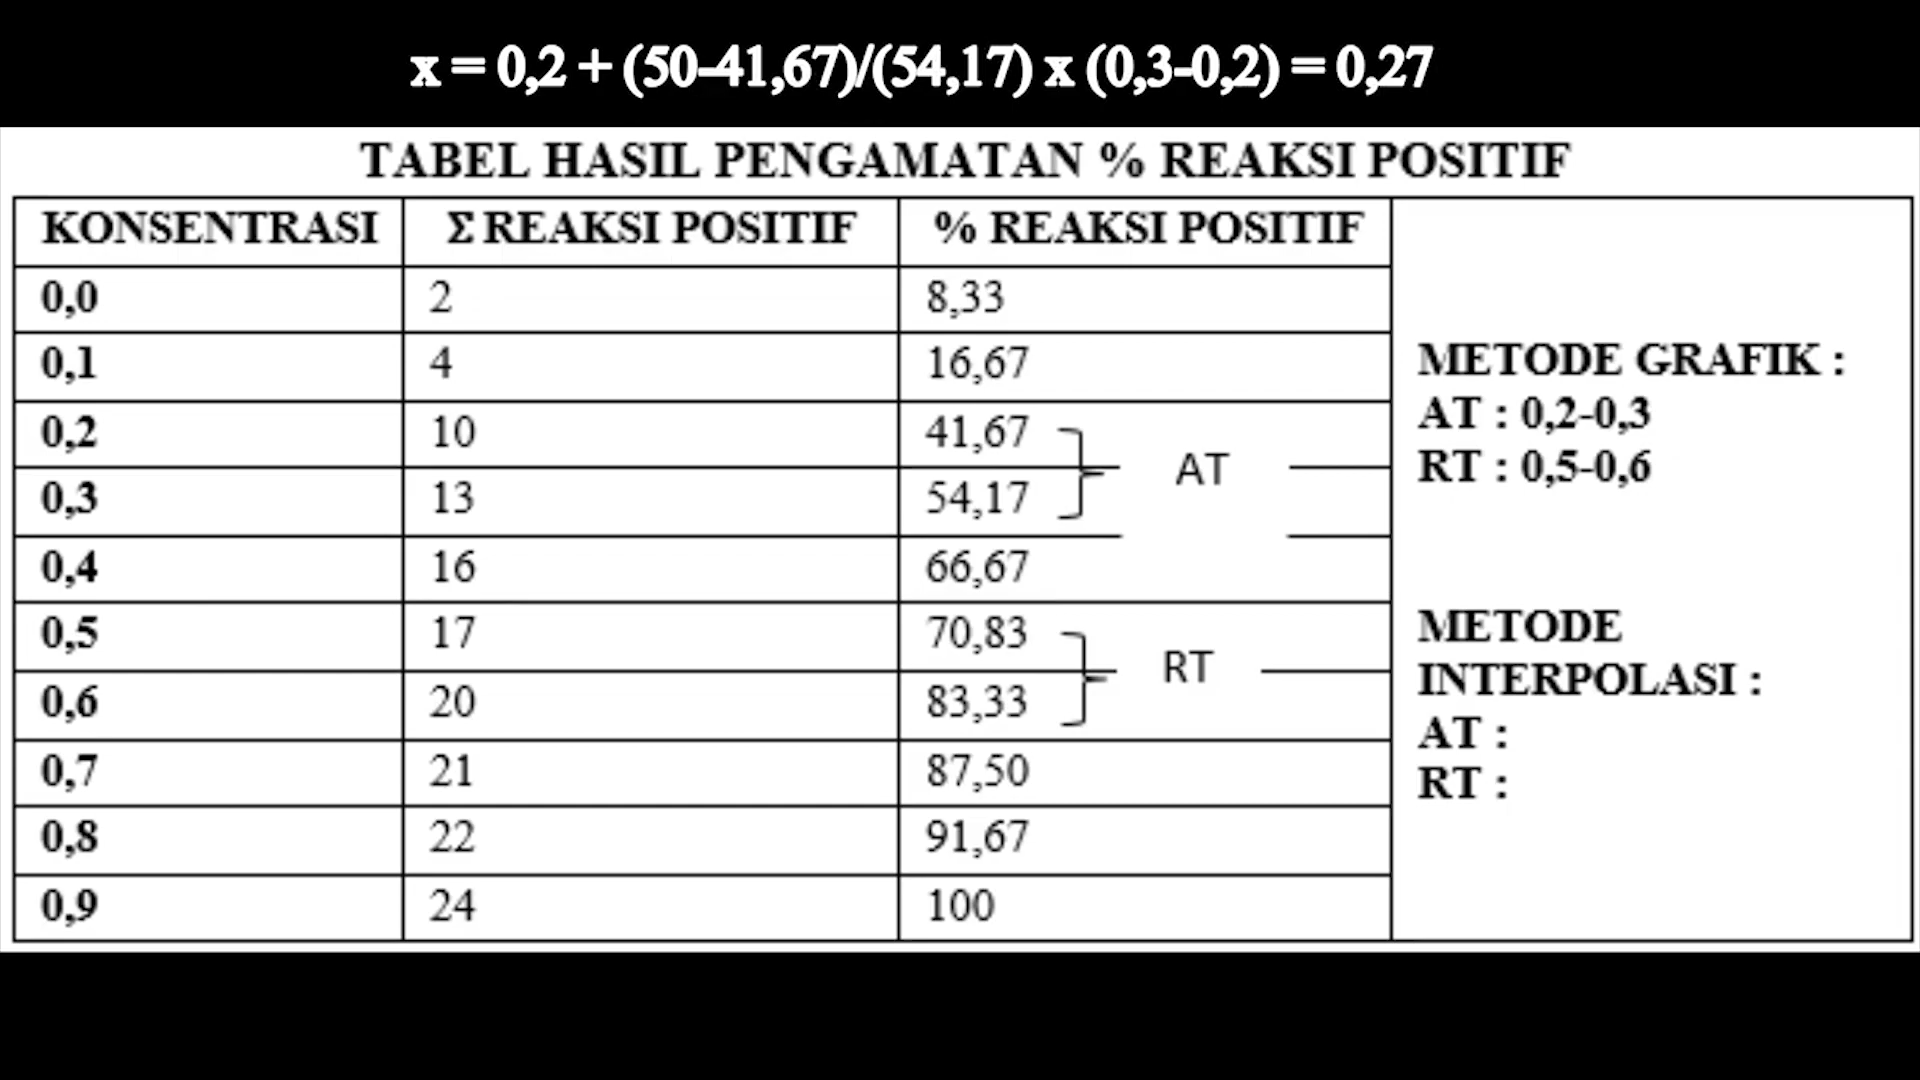 x = 0,2 + (50-41,67)/(54,17) x (0,3-0,2) = 0,27
TABEL HASIL PENGAMATAN % REAKSI POSITIF
KONSENTRASI Σ REAKSI POSITIF % REAKSI POSITIF
0,0 2 8,33
0,1 4 16,67
0,2 10 41,67
0,3 13 54,17
AT
0,4 16 66,67
0,5 17 70,83
0,6 20 83,33
RT
0,7 21 87,50
0,8 22 91,67
0,9 24 100
METODE GRAFIK :
AT : 0,2-0,3
RT : 0,5-0,6
METODE
INTERPOLASI :
AT :
RT :